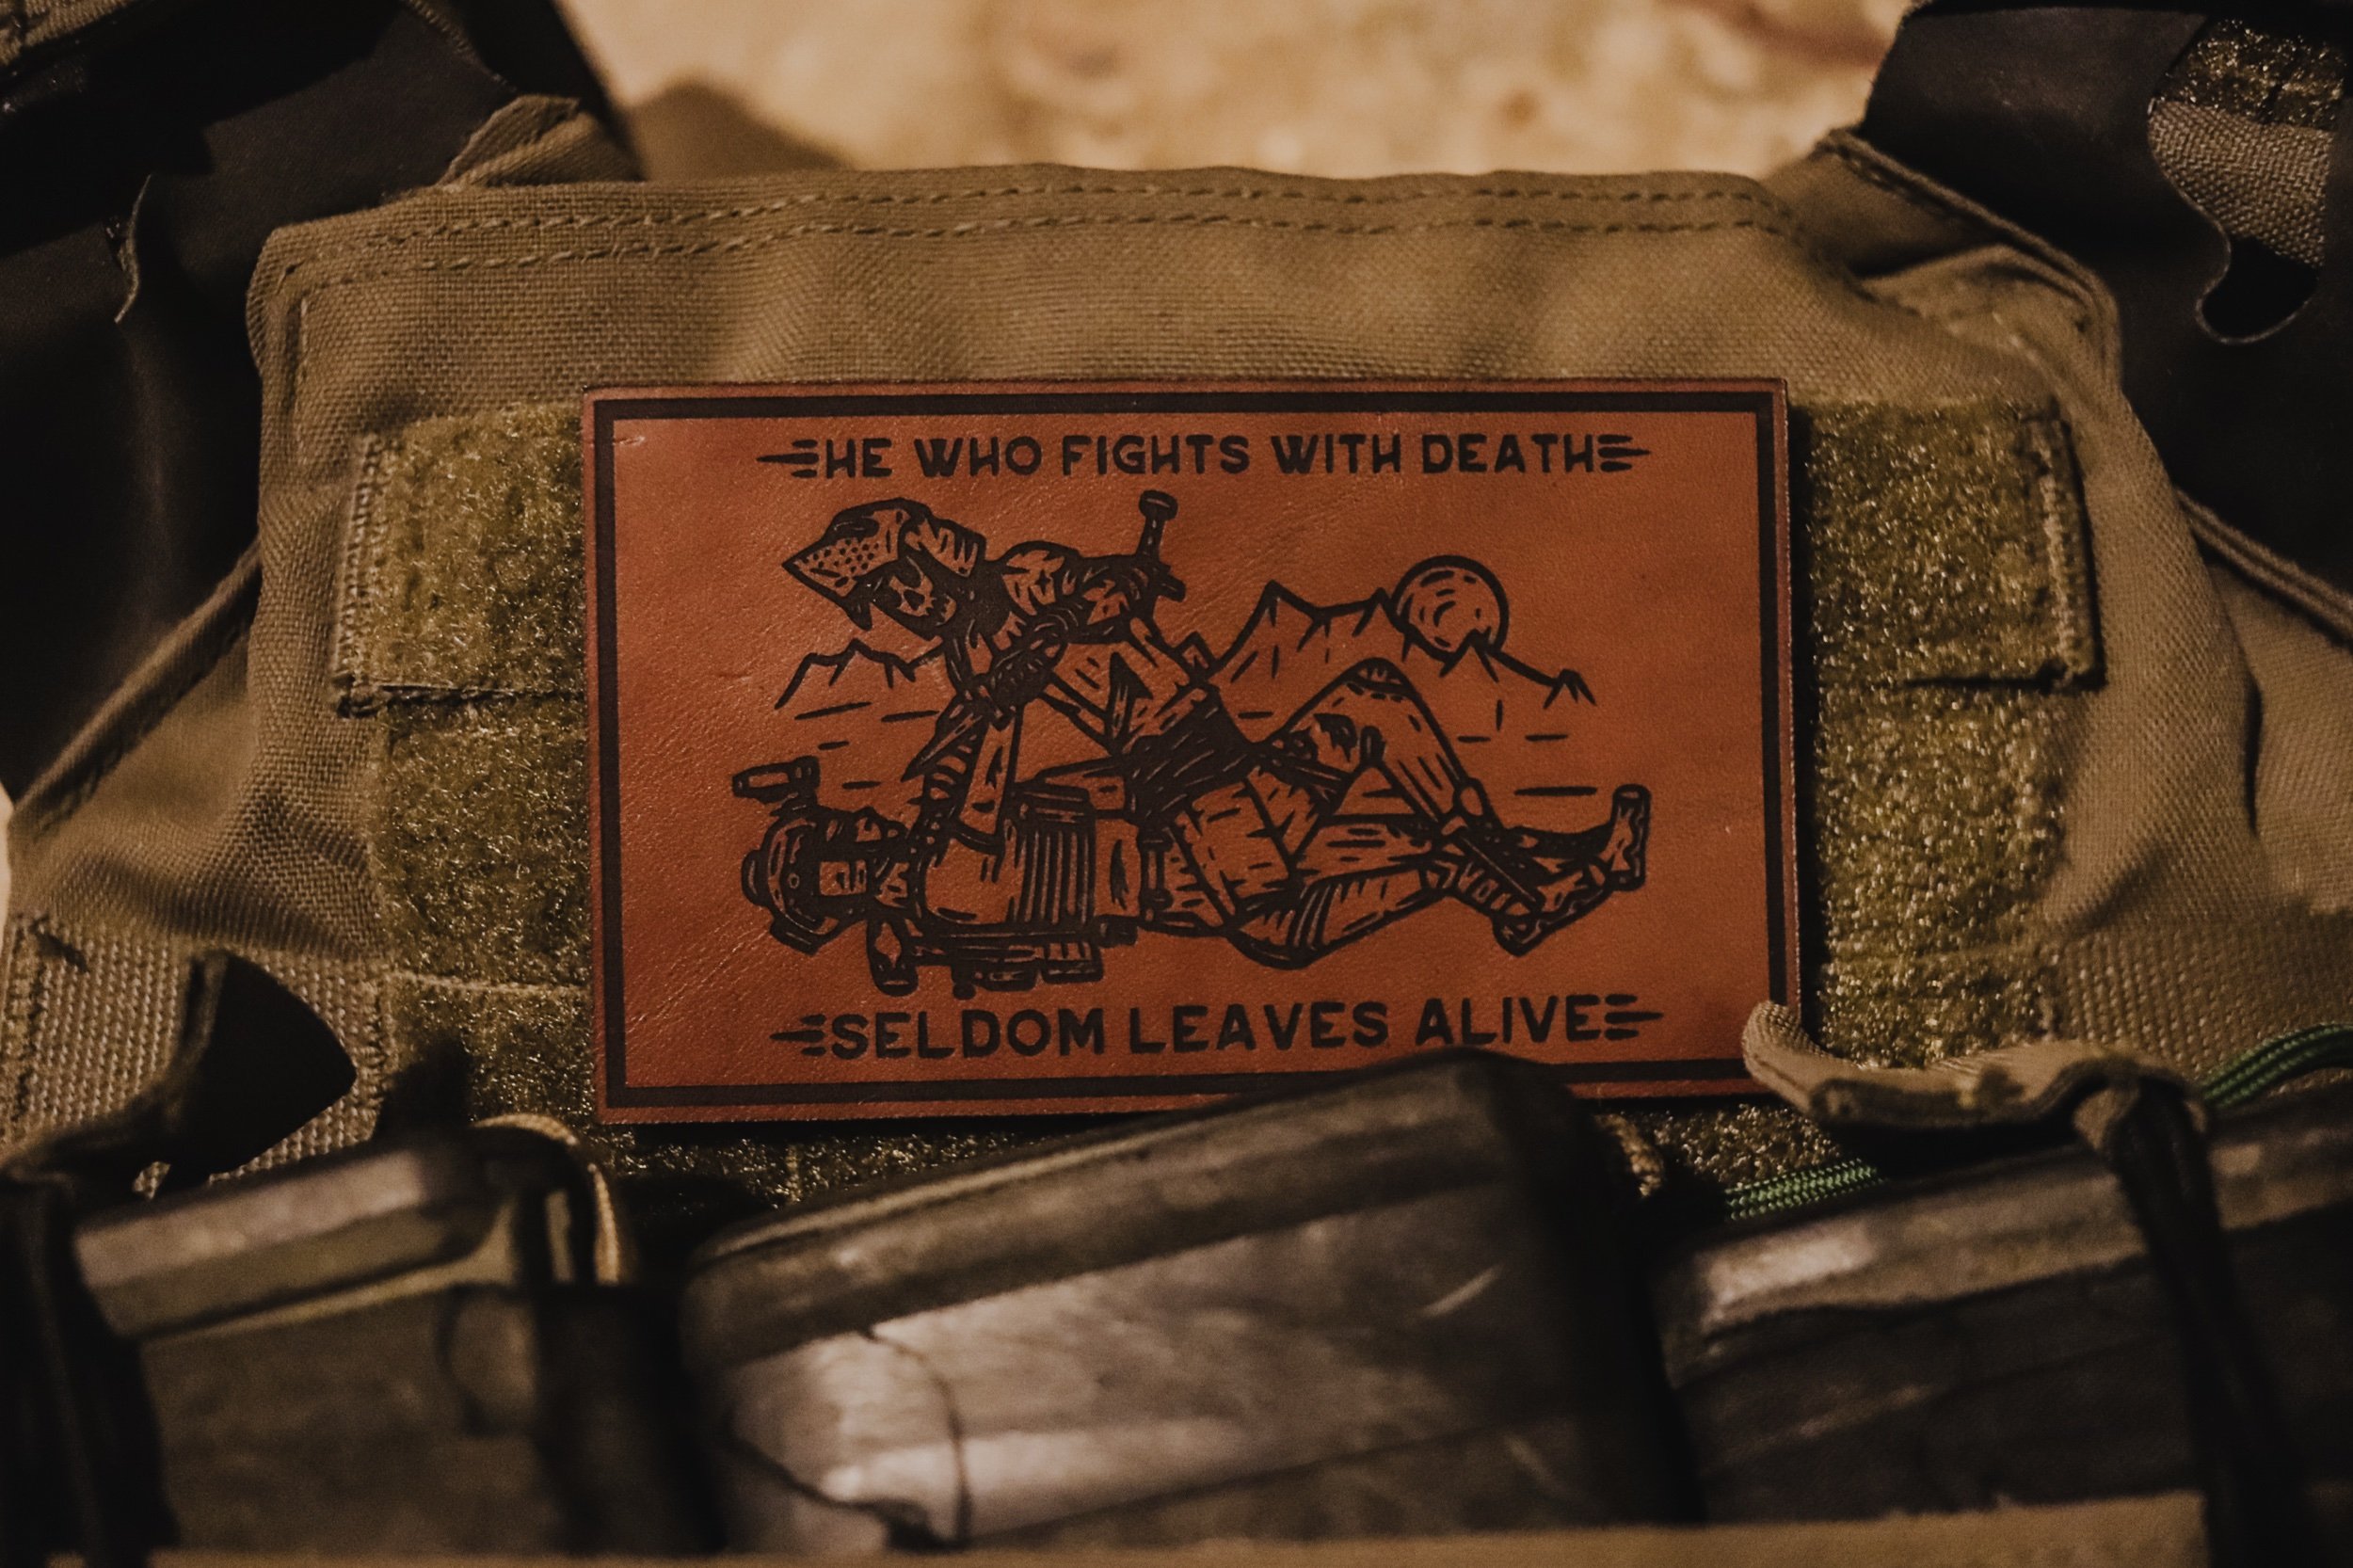 HE WHO FIGHTS WITH DEATH
SELDOM LEAVES ALIVE